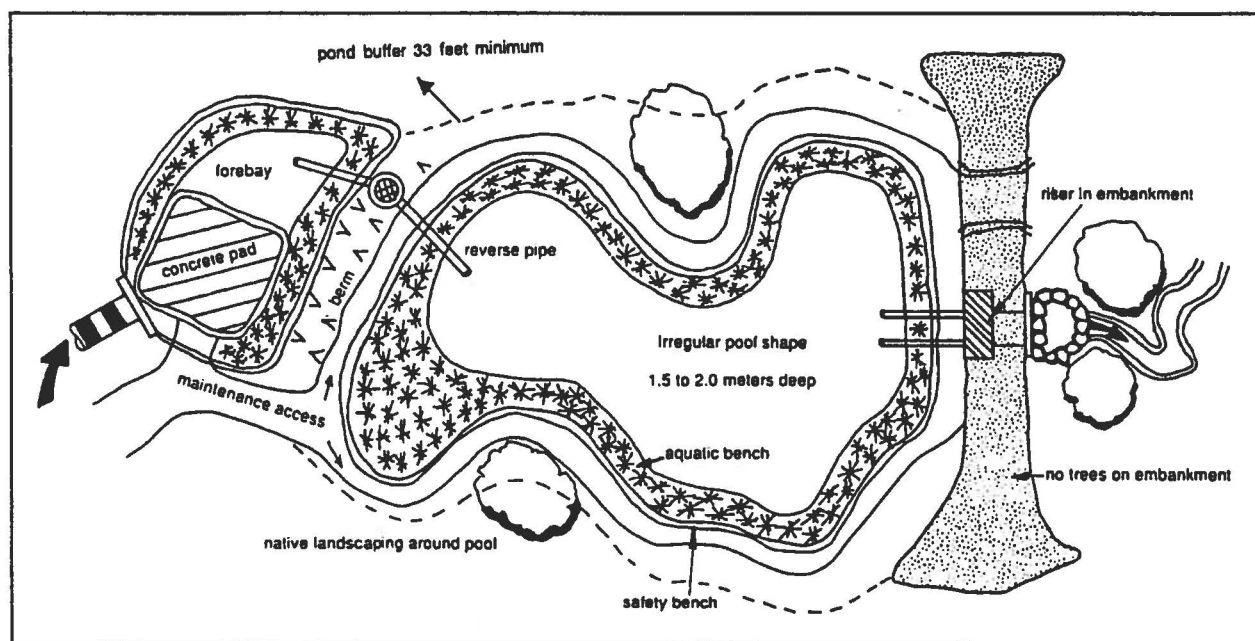 pond buffer 33 feet minimum
forebay
riser in embankment
concrete pad
reverse pipe
berm
irregular pool shape
1.5 to 2.0 meters deep
maintenance access
aquatic bench
no trees on embankment
native landscaping around pool
safety bench